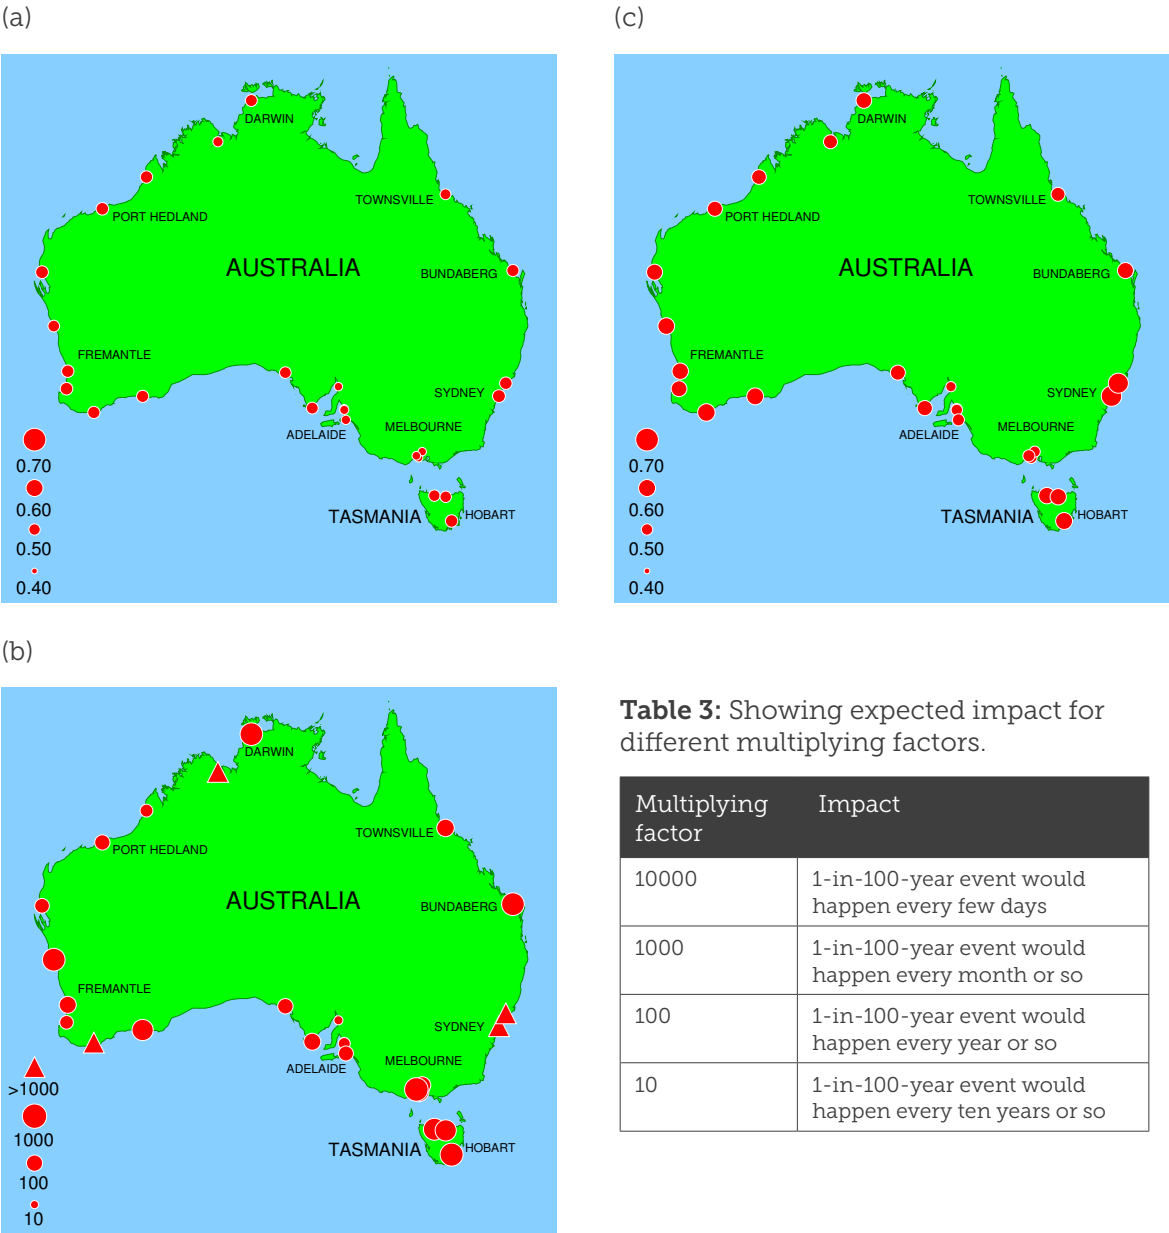 (a)
DARWIN
TOWNSVILLE
PORT HEDLAND
AUSTRALIA
BUNDABERG
FREMANTLE
SYDNEY
MELBOURNE
ADELAIDE
0.70
0.60
TASMANIA
HOBART
0.50
0.40
(c)
DARWIN
TOWNSVILLE
PORT HEDLAND
AUSTRALIA
BUNDABERG
FREMANTLE
SYDNEY
MELBOURNE
ADELAIDE
0.70
0.60
TASMANIA
HOBART
0.50
0.40
(b)
DARWIN
TOWNSVILLE
PORT HEDLAND
AUSTRALIA
BUNDABERG
FREMANTLE
SYDNEY
MELBOURNE
ADELAIDE
>1000
1000
TASMANIA
HOBART
100
10
Table 3: Showing expected impact for
different multiplying factors.
Multiplying
factor
Impact
10000
1-in-100-year event would
happen every few days
1000
1-in-100-year event would
happen every month or so
100
1-in-100-year event would
happen every year or so
10
1-in-100-year event would
happen every ten years or so